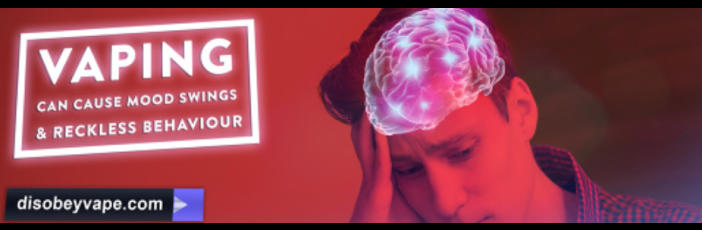 VAPING
CAN CAUSE MOOD SWINGS
& RECKLESS BEHAVIOUR
disobeyvape.com